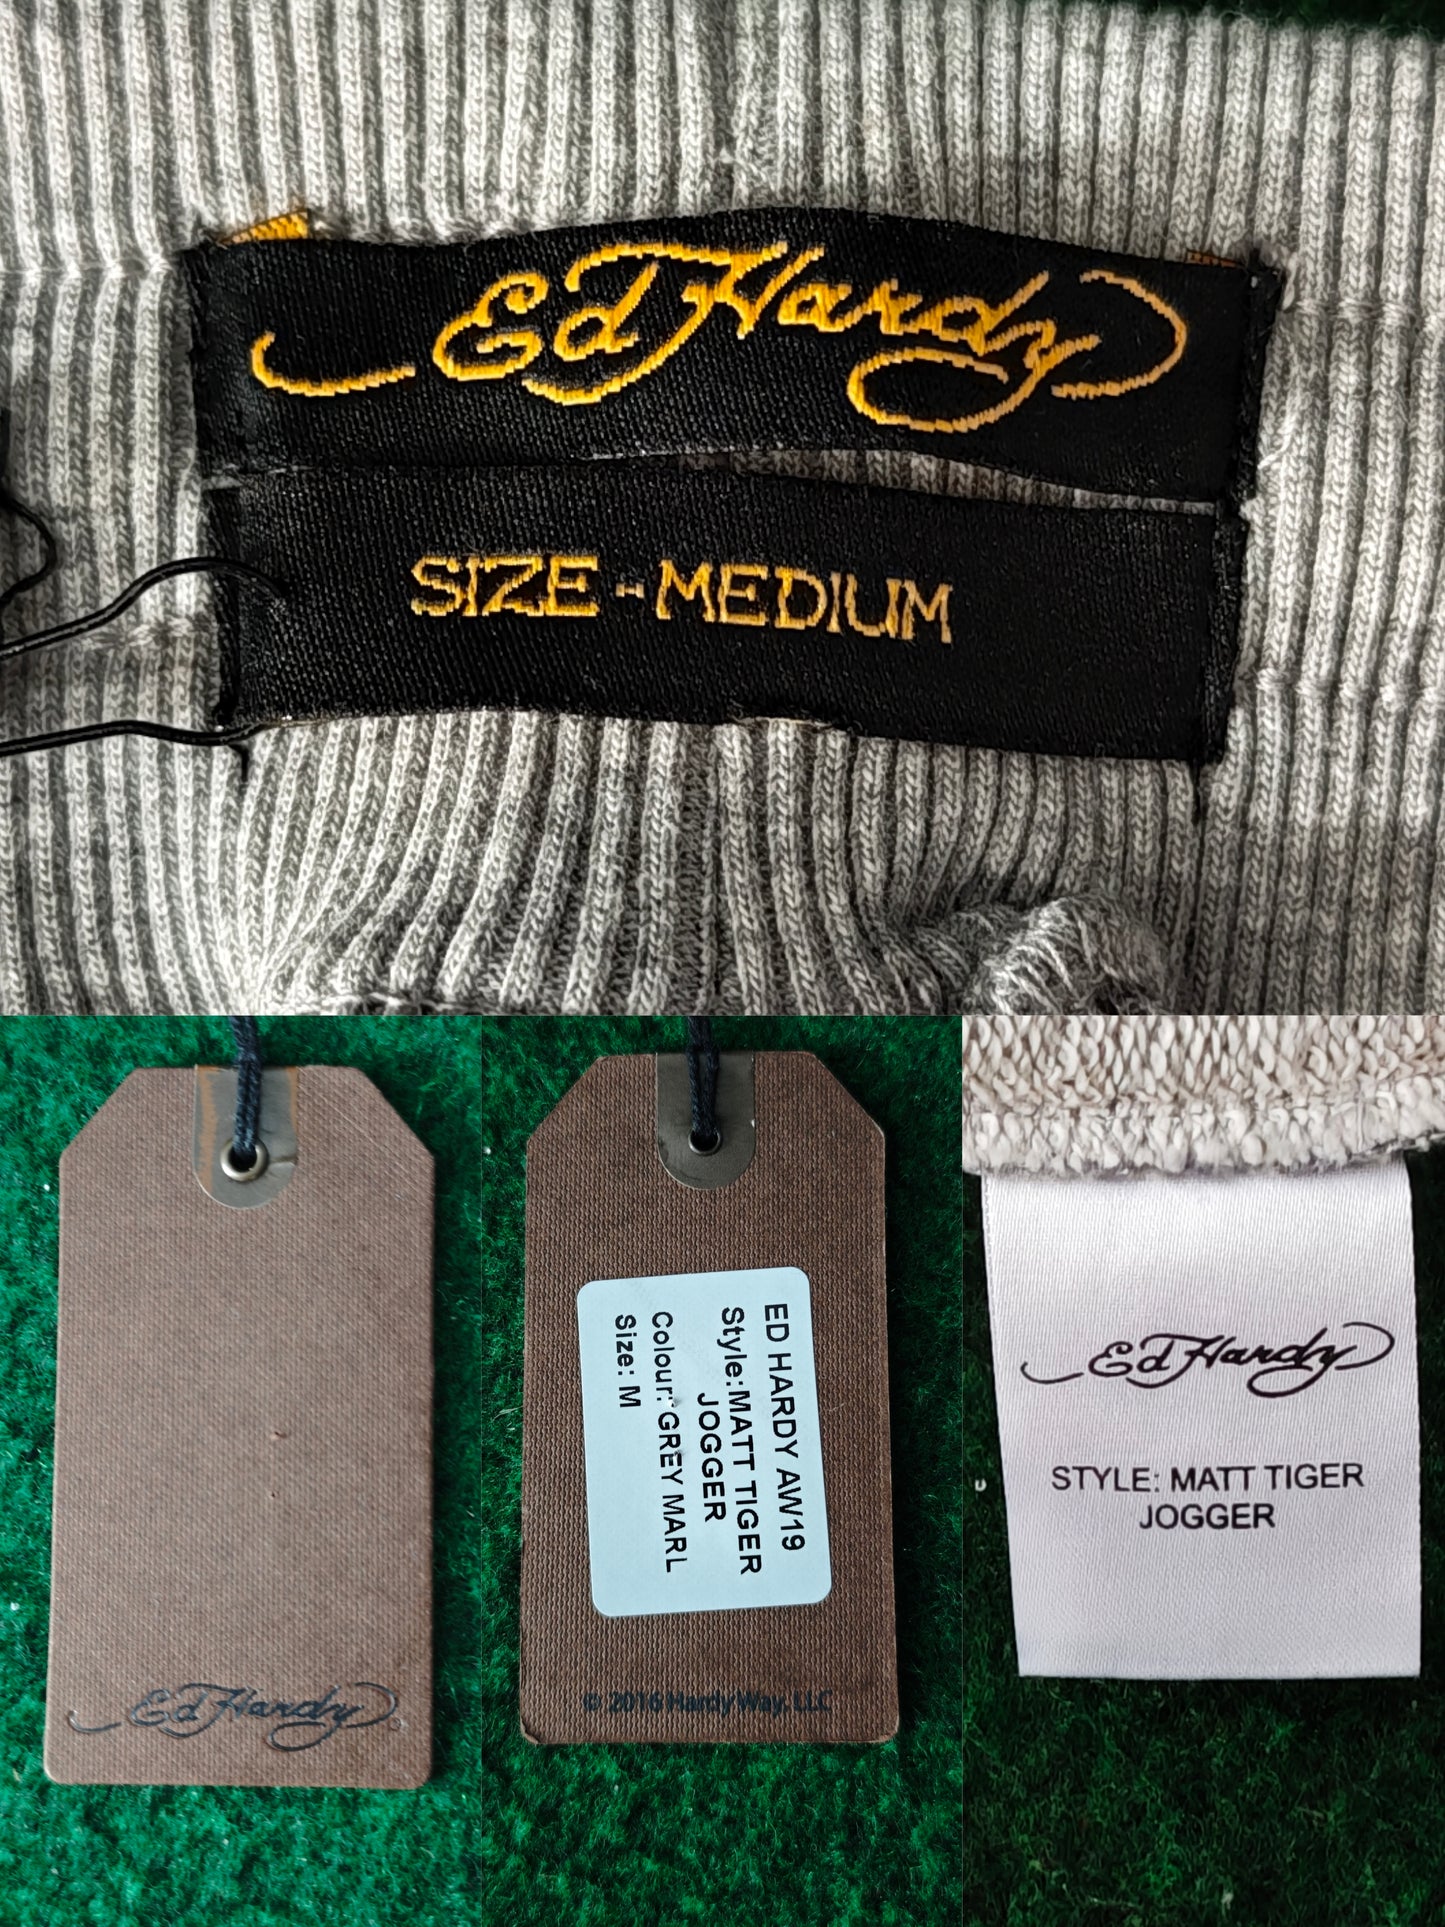 Ed Hardy
SIZE - MEDIUM
Ed Hardy
ED HARDY AW19
Style:MATT TIGER
JOGGER
Colour: GREY MARL
Size: M
© 2016 Hardy Way, LLC
Ed Hardy
STYLE: MATT TIGER
JOGGER